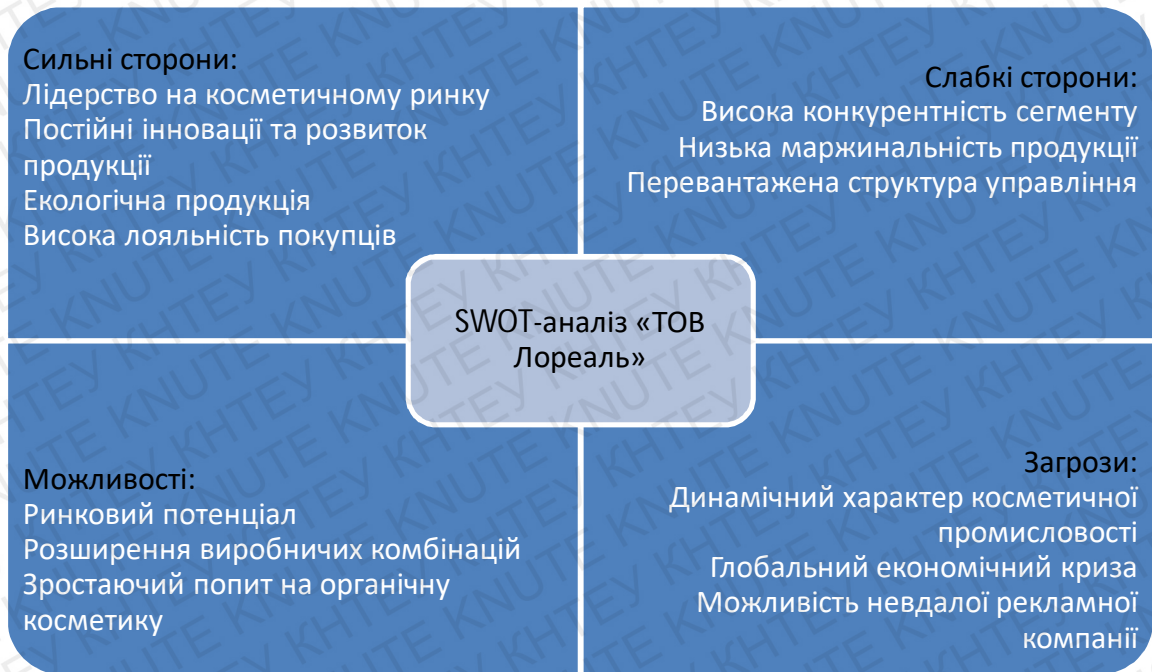 Сильні сторони:
Лідерство на косметичному ринку
Постійні інновації та розвиток
продукції
Екологічна продукція
Висока лояльність покупців
Слабкі сторони:
Висока конкурентність сегменту
Низька маржинальність продукції
Перевантажена структура управління
SWOT-аналіз «ТОВ
Лореаль»
Можливості:
Ринковий потенціал
Розширення виробничих комбінацій
Зростаючий попит на органічну
косметику
Загрози:
Динамічний характер косметичної
промисловості
Глобальний економічний криза
Можливість невдалої рекламної
компанії